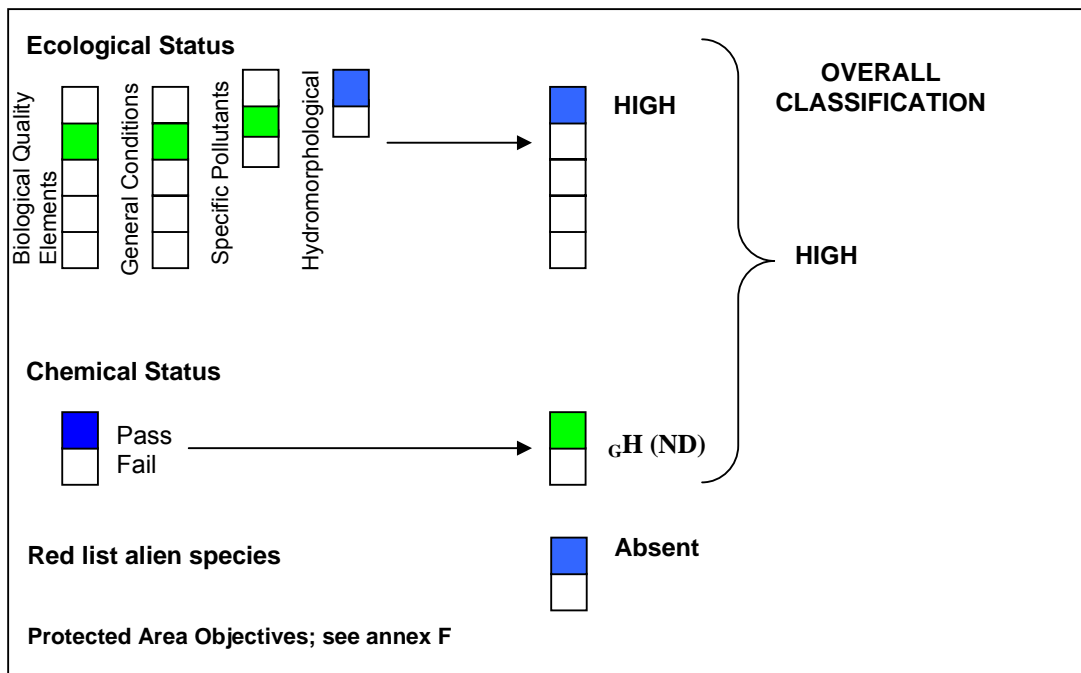 Ecological Status
Biological Quality
Elements
General Conditions
Specific Pollutants
Hydromorphological
HIGH
OVERALL
CLASSIFICATION
HIGH
Chemical Status
Pass
Fail
GH (ND)
Red list alien species
Absent
Protected Area Objectives; see annex F